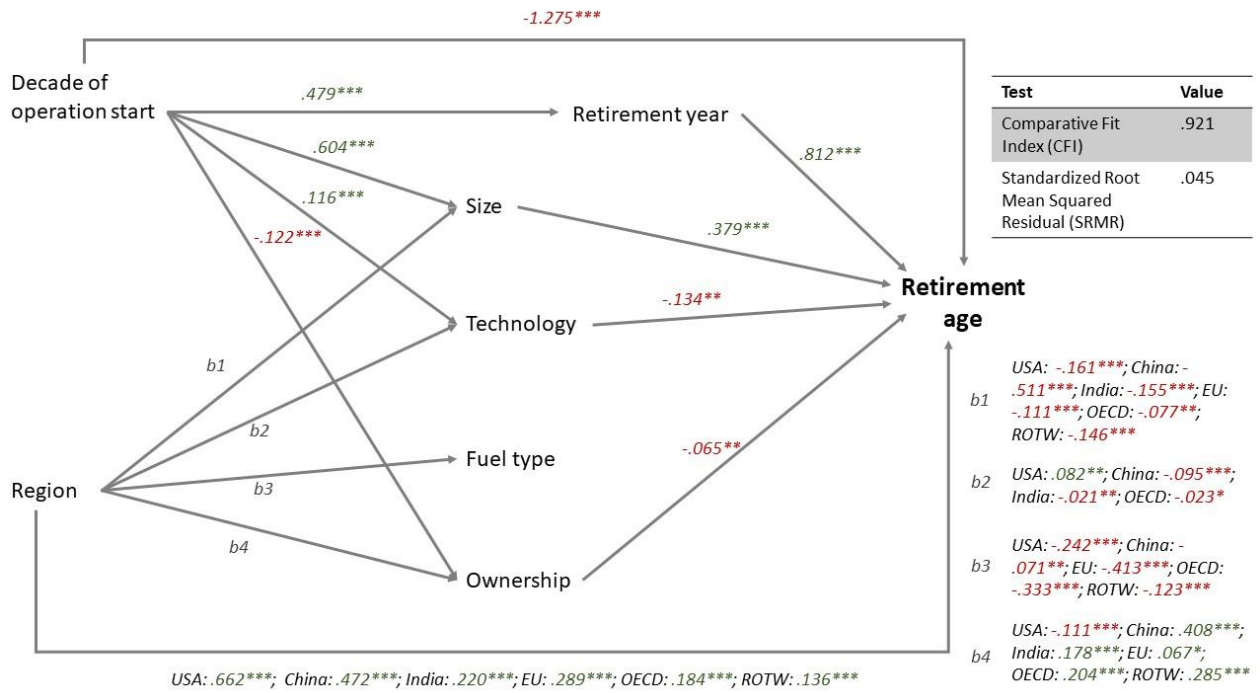 -1.275***
Decade of
operation start
.479***
Retirement year
.604***
.812***
.116***
Size
-.122***
.379***
Test Value
Comparative Fit .921
Index (CFI)
Standardized Root .045
Mean Squared
Residual (SRMR)
Retirement
age
-.134**
Technology
b1
b2
Fuel type
-.065**
Region
b3
b4
Ownership
b1
USA: -.161***; China: -
.511***; India: -.155***; EU:
-.111***; OECD: -.077**;
ROTW: -.146***
b2
USA: .082**; China: -.095***;
India: -.021**; OECD: -.023*
b3
USA: -.242***; China: -
.071**; EU: -.413***; OECD:
-.333***; ROTW: -.123***
b4
USA: -.111***; China: .408***;
India: .178***; EU: .067*;
OECD: .204***; ROTW: .285***
USA: .662***; China: .472***; India: .220***; EU: .289***; OECD: .184***; ROTW: .136***